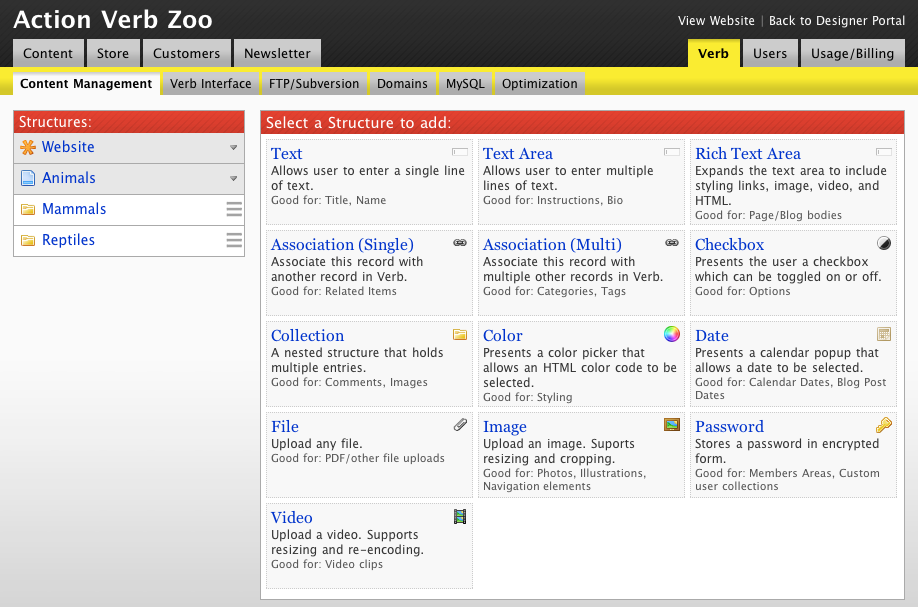 Action Verb Zoo
View Website | Back to Designer Portal
Content Store Customers Newsletter Verb Users Usage/Billing
Content Management Verb Interface FTP/Subversion Domains MySQL Optimization
Structures:
Website
Animals
Mammals
Reptiles
Select a Structure to add:
Text
Allows user to enter a single line
of text.
Good for: Title, Name
Text Area
Allows user to enter multiple
lines of text.
Good for: Instructions, Bio
Rich Text Area
Expands the text area to include
styling links, image, video, and
HTML.
Good for: Page/Blog bodies
Association (Single)
Associate this record with
another record in Verb.
Good for: Related Items
Association (Multi)
Associate this record with
multiple other records in Verb.
Good for: Categories, Tags
Checkbox
Presents the user a checkbox
which can be toggled on or off.
Good for: Options
Collection
A nested structure that holds
multiple entries.
Good for: Comments, Images
Color
Presents a color picker that
allows an HTML color code to be
selected.
Good for: Styling
Date
Presents a calendar popup that
allows a date to be selected.
Good for: Calendar Dates, Blog Post
Dates
File
Upload any file.
Good for: PDF/other file uploads
Image
Upload an image. Suports
resizing and cropping.
Good for: Photos, Illustrations,
Navigation elements
Password
Stores a password in encrypted
form.
Good for: Members Areas, Custom
user collections
Video
Upload a video. Supports
resizing and re-encoding.
Good for: Video clips